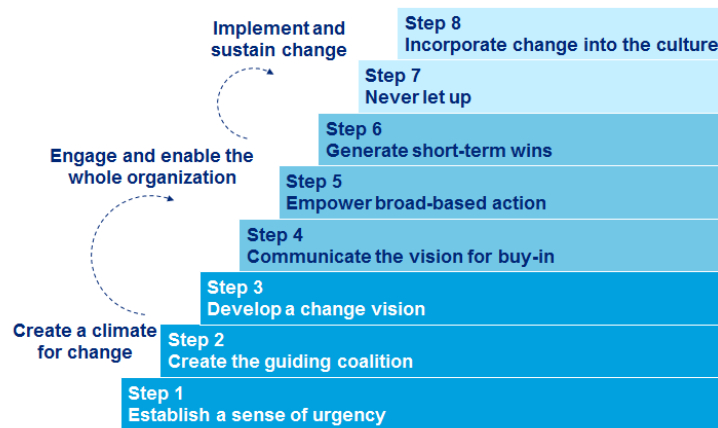 Implement and
sustain change
Step 8
Incorporate change into the culture
Step 7
Never let up
Step 6
Generate short-term wins
Engage and enable the
whole organization
Step 5
Empower broad-based action
Step 4
Communicate the vision for buy-in
Step 3
Develop a change vision
Create a climate
for change
Step 2
Create the guiding coalition
Step 1
Establish a sense of urgency